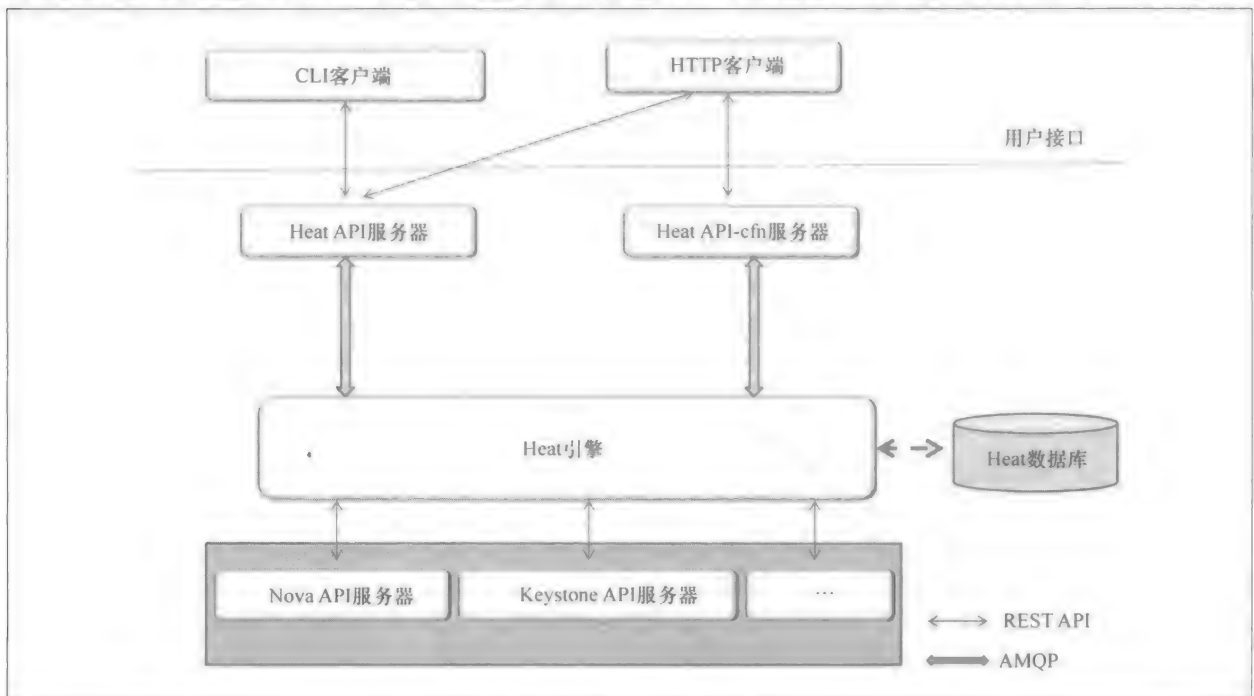 CLI客户端
HTTP客户端
用户接口
Heat API服务器
Heat API-cfn服务器
Heat引擎
Heat数据库
Nova API服务器
Keystone API服务器
…
REST API
AMQP